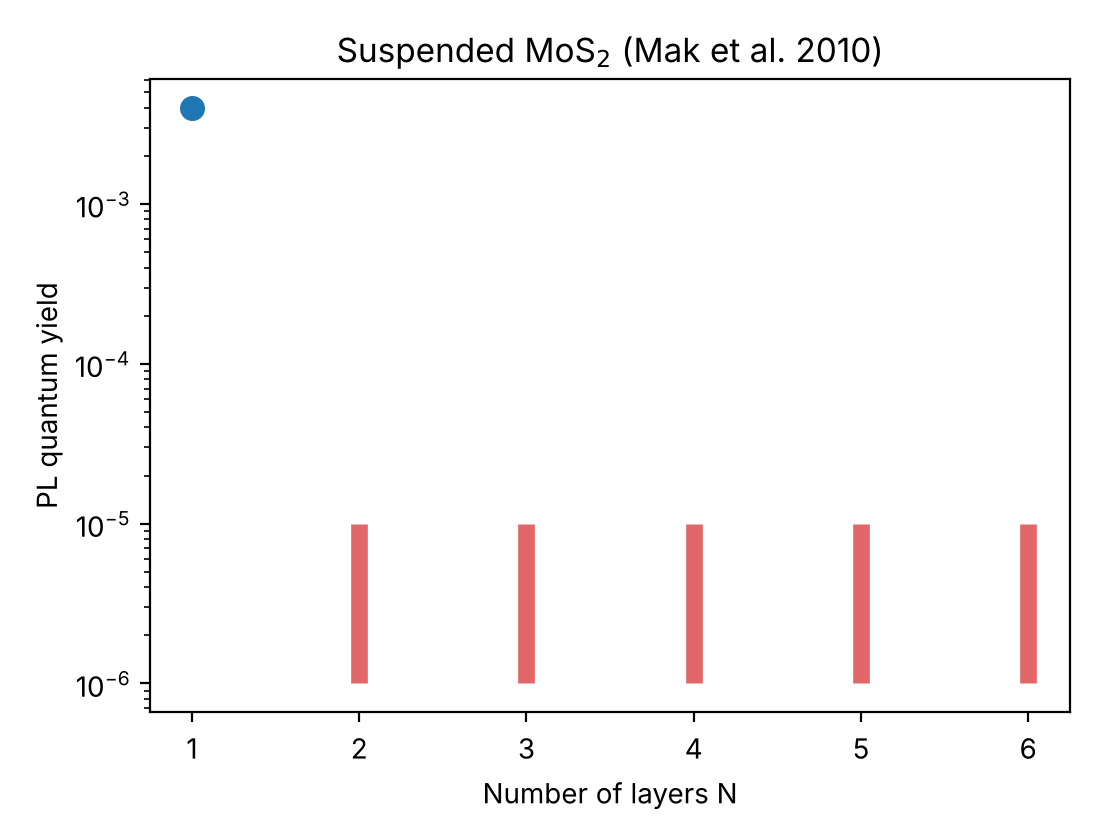 Suspended MoS₂ (Mak et al. 2010)
PL quantum yield
10⁻³
10⁻⁴
10⁻⁵
10⁻⁶
1 2 3 4 5 6
Number of layers N